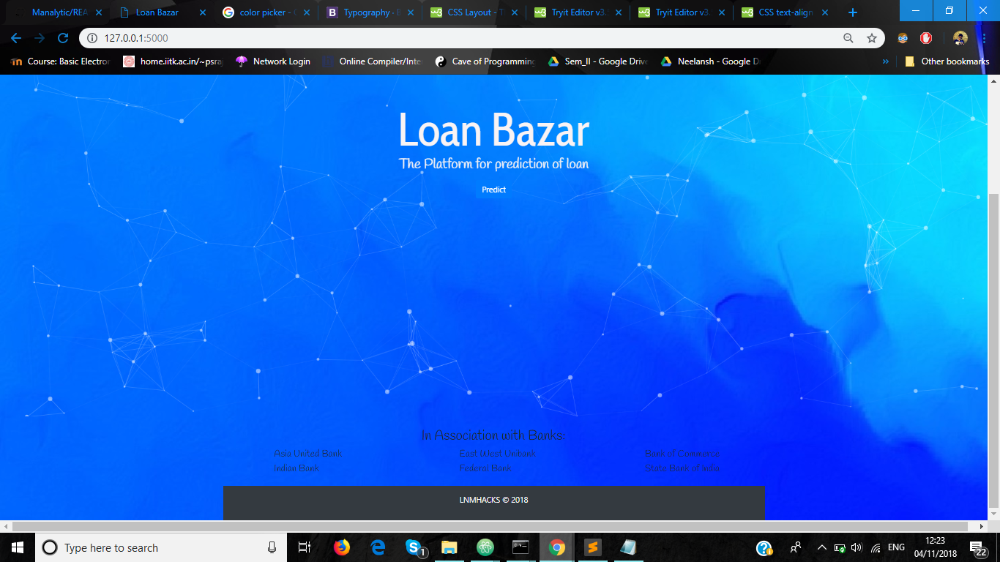 Manalytic/REA
Loan Bazar
color picker - G
Typography · B
CSS Layout - T
Tryit Editor v3.
Tryit Editor v3.
CSS text-align
127.0.0.1:5000
Course: Basic Electron
home.iitk.ac.in/~psraj
Network Login
Online Compiler/Inte
Cave of Programming
Sem_II - Google Drive
Neelansh - Google D
»
Other bookmarks
Loan Bazar
The Platform for prediction of loan
Predict
In Association with Banks:
Asia United Bank
East West Unibank
Bank of Commerce
Indian Bank
Federal Bank
State Bank of India
LNMHACKS © 2018
Type here to search
1
ENG
12:23
04/11/2018
22